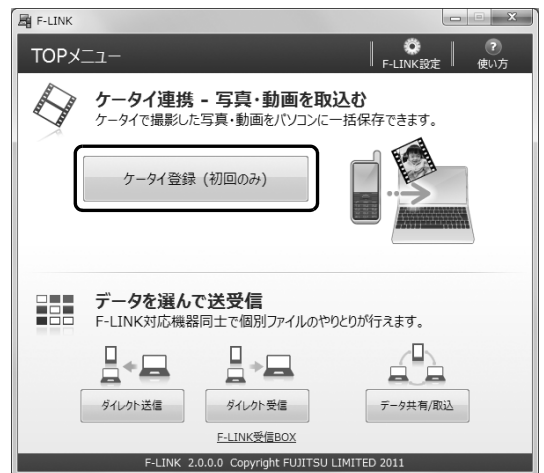 F-LINK
TOPメニュー
F-LINK設定
? 使い方
ケータイ連携 - 写真・動画を取込む
ケータイで撮影した写真・動画をパソコンに一括保存できます。
ケータイ登録 (初回のみ)
データを選んで送受信
F-LINK対応機器同士で個別ファイルのやりとりが行えます。
ダイレクト送信
ダイレクト受信
データ共有/取込
F-LINK受信BOX
F-LINK 2.0.0.0 Copyright FUJITSU LIMITED 2011